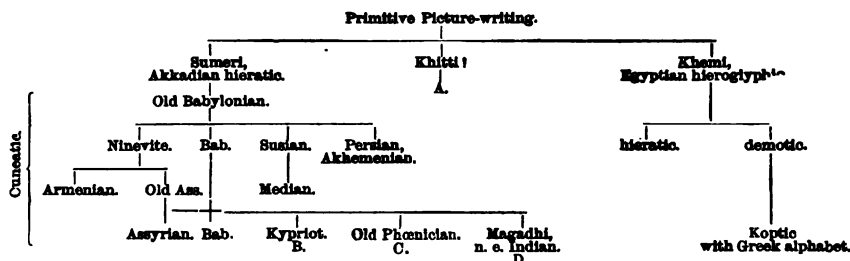 Primitive Picture-writing.
Sumeri, Khitti? Khemi,
Akkadian hieratic. Egyptian hieroglyphic
A.
Old Babylonian.
Cuneatic.
Ninevite. Bab. Susian. Persian, hieratic. demotic.
Akhemenian.
Armenian. Old Ass. Median.
Assyrian. Bab. Kypriot. Old Phœnician. Magadhi, Koptic
B. C. n. e. Indian. with Greek alphabet.
D.